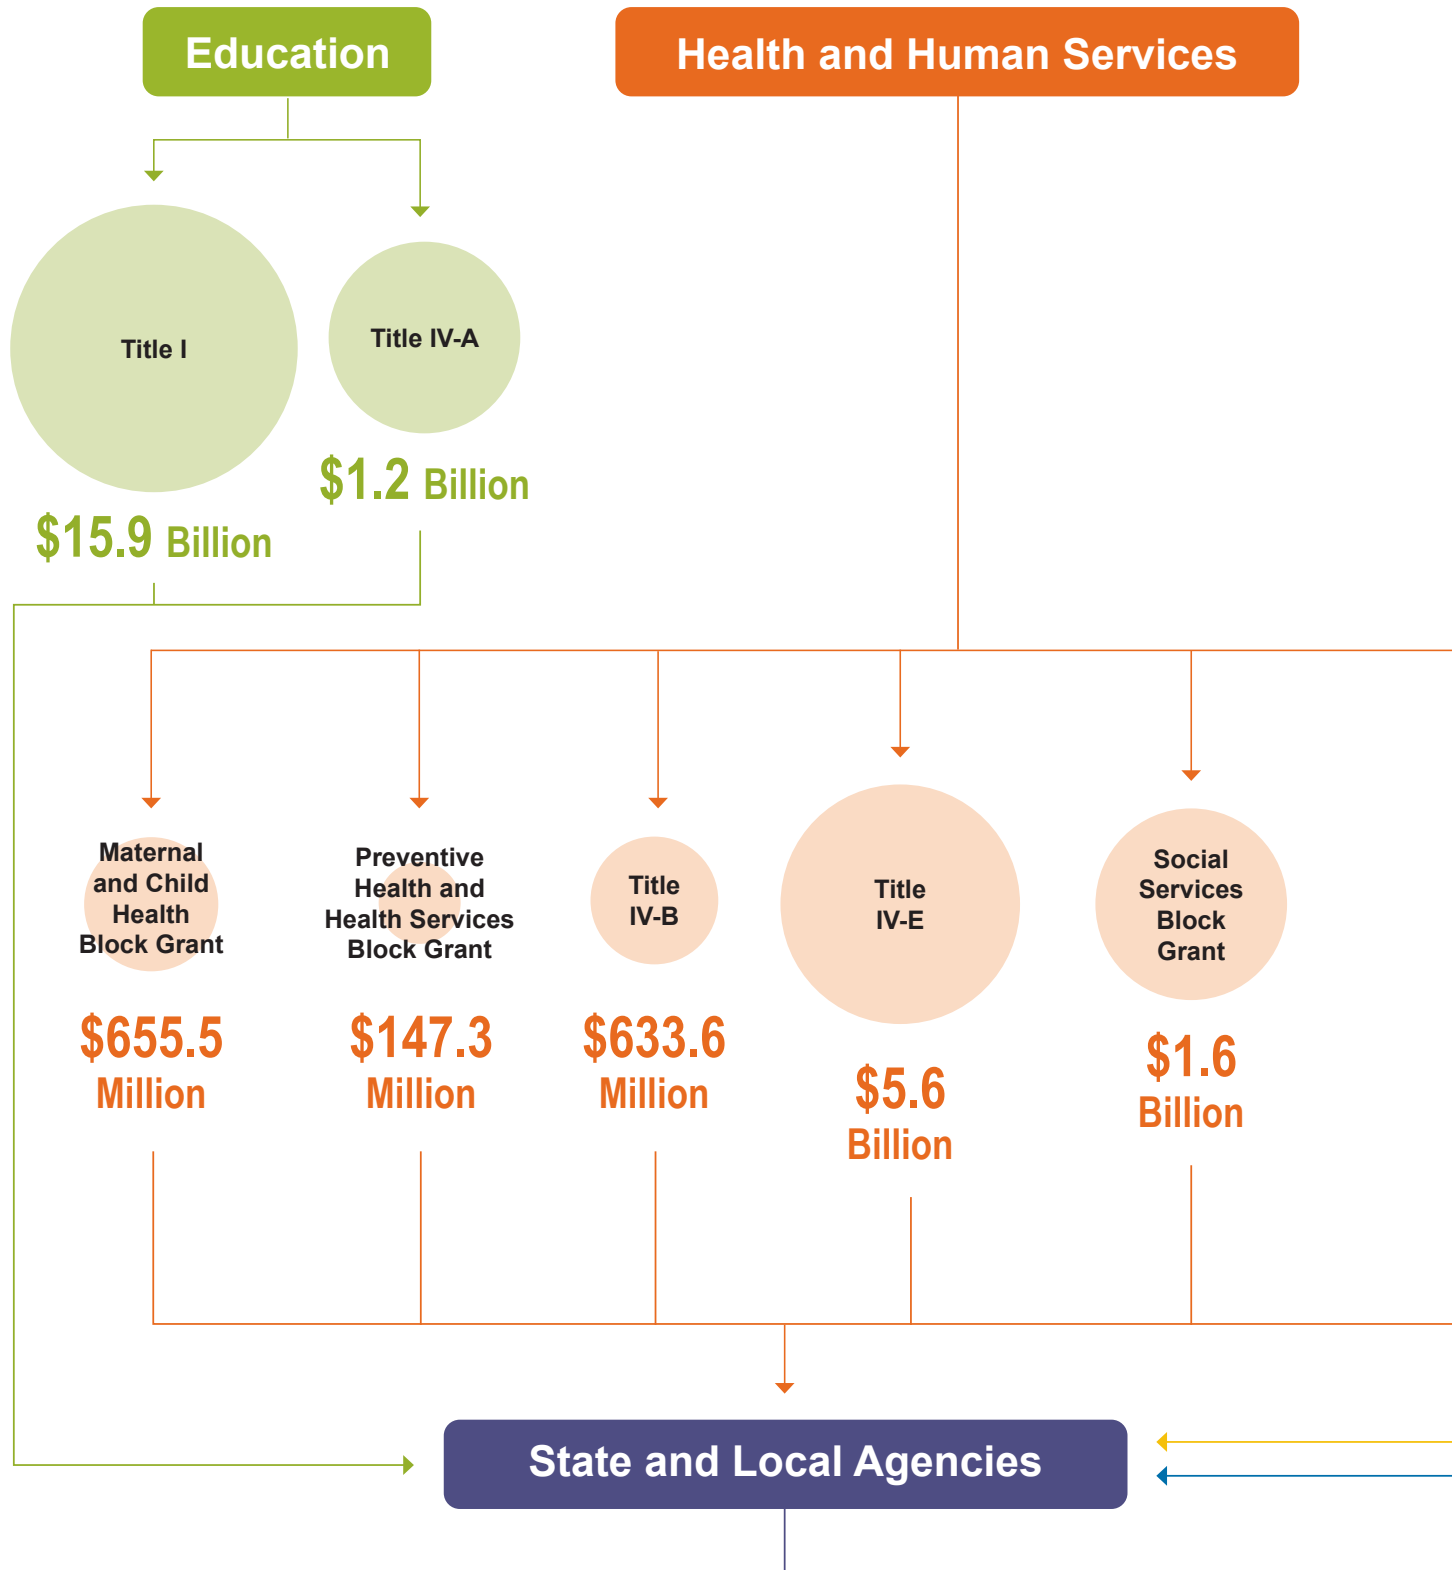 Education
Health and Human Services
Title I
Title IV-A
$15.9 Billion
$1.2 Billion
Maternal
and Child
Health
Block Grant
$655.5
Million
Preventive
Health and
Health Services
Block Grant
$147.3
Million
Title
IV-B
$633.6
Million
Title
IV-E
$5.6
Billion
Social
Services
Block
Grant
$1.6
Billion
State and Local Agencies